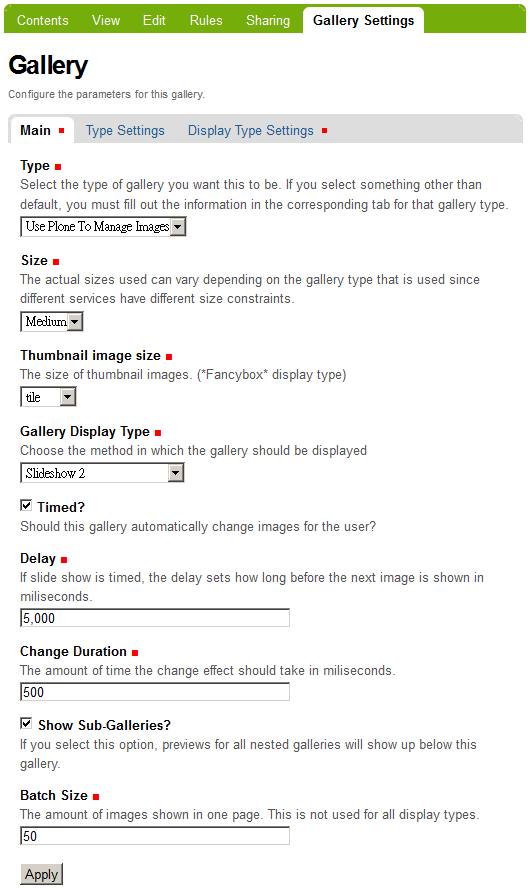 Contents View Edit Rules Sharing Gallery Settings
Gallery
Configure the parameters for this gallery.
Main Type Settings Display Type Settings
Type
Select the type of gallery you want this to be. If you select something other than
default, you must fill out the information in the corresponding tab for that gallery type.
Use Plone To Manage Images
Size
The actual sizes used can vary depending on the gallery type that is used since
different services have different size constraints.
Medium
Thumbnail image size
The size of thumbnail images. (*Fancybox* display type)
tile
Gallery Display Type
Choose the method in which the gallery should be displayed
Slideshow 2
Timed?
Should this gallery automatically change images for the user?
Delay
If slide show is timed, the delay sets how long before the next image is shown in
miliseconds.
5,000
Change Duration
The amount of time the change effect should take in miliseconds.
500
Show Sub-Galleries?
If you select this option, previews for all nested galleries will show up below this
gallery.
Batch Size
The amount of images shown in one page. This is not used for all display types.
50
Apply